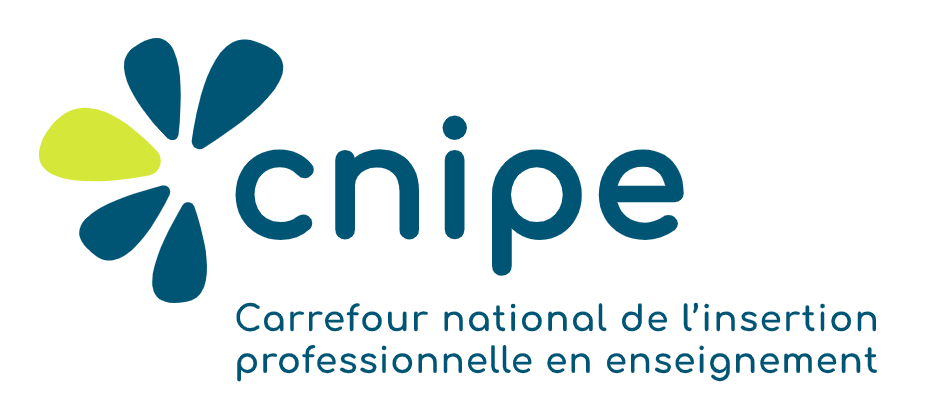 cnipe
Carrefour national de l'insertion
professionnelle en enseignement